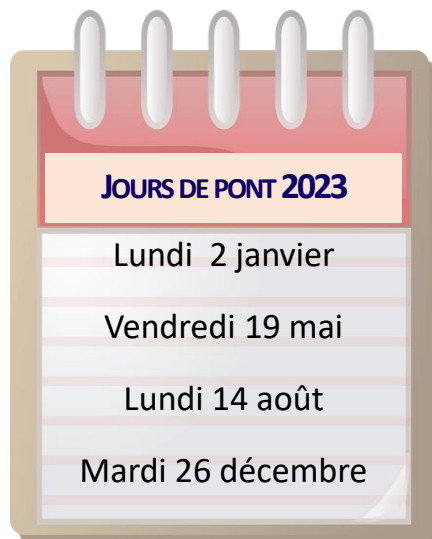 JOURS DE PONT 2023
Lundi 2 janvier
Vendredi 19 mai
Lundi 14 août
Mardi 26 décembre